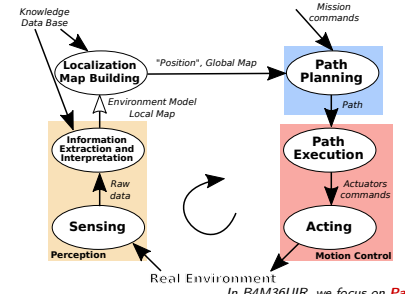 Knowledge
Data Base
Mission
commands
Localization
Map Building
"Position", Global Map
Path
Planning
Environment Model
Local Map
Path
Information
Extraction and
Interpretation
Path
Execution
Raw
data
Actuators
commands
Sensing
Acting
Perception
Motion Control
Real Environment
In B4M36UIR, we focus on